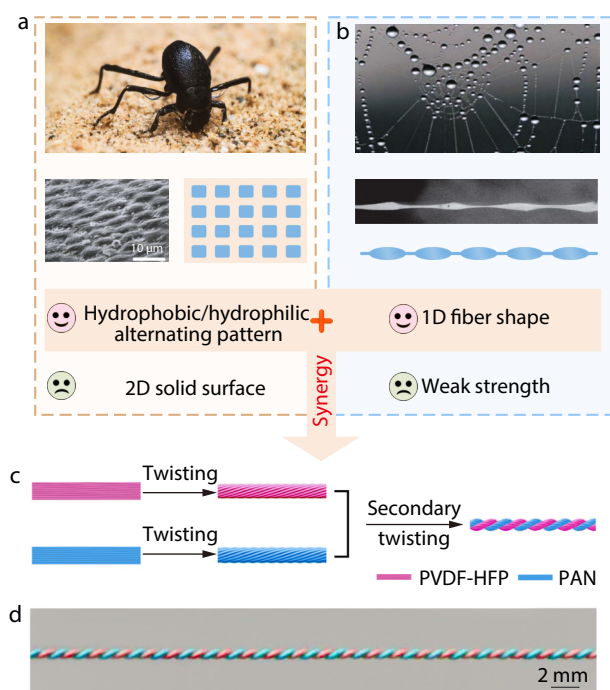 a
b
10 μm
Hydrophobic/hydrophilic
alternating pattern
+
1D fiber shape
2D solid surface
Weak strength
Synergy
c
Twisting
Twisting
Secondary
twisting
PVDF-HFP
PAN
d
2 mm